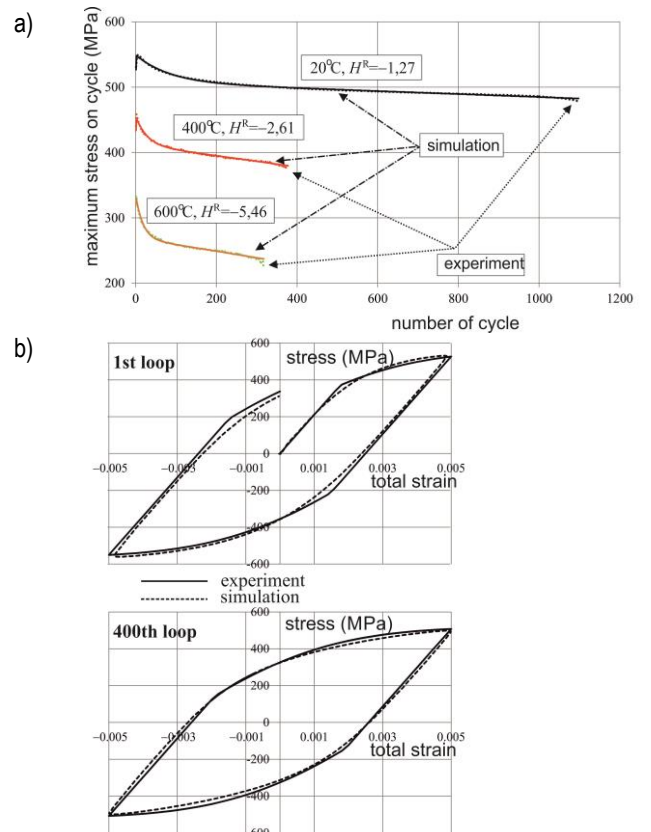 a)
maximum stress on cycle (MPa)
600
500
400
300
200
20°C, Hᴿ=−1,27
400°C, Hᴿ=−2,61
600°C, Hᴿ=−5,46
simulation
experiment
0 200 400 600 800 1000 1200
number of cycle
b)
1st loop
stress (MPa)
600
400
200
0
−0.005 −0.003 −0.001 0.001 0.003 0.005
total strain
-200
-400
-600
experiment
simulation
400th loop
stress (MPa)
600
400
200
0
−0.005 −0.003 −0.001 0.001 0.003 0.005
total strain
-200
-400
-600